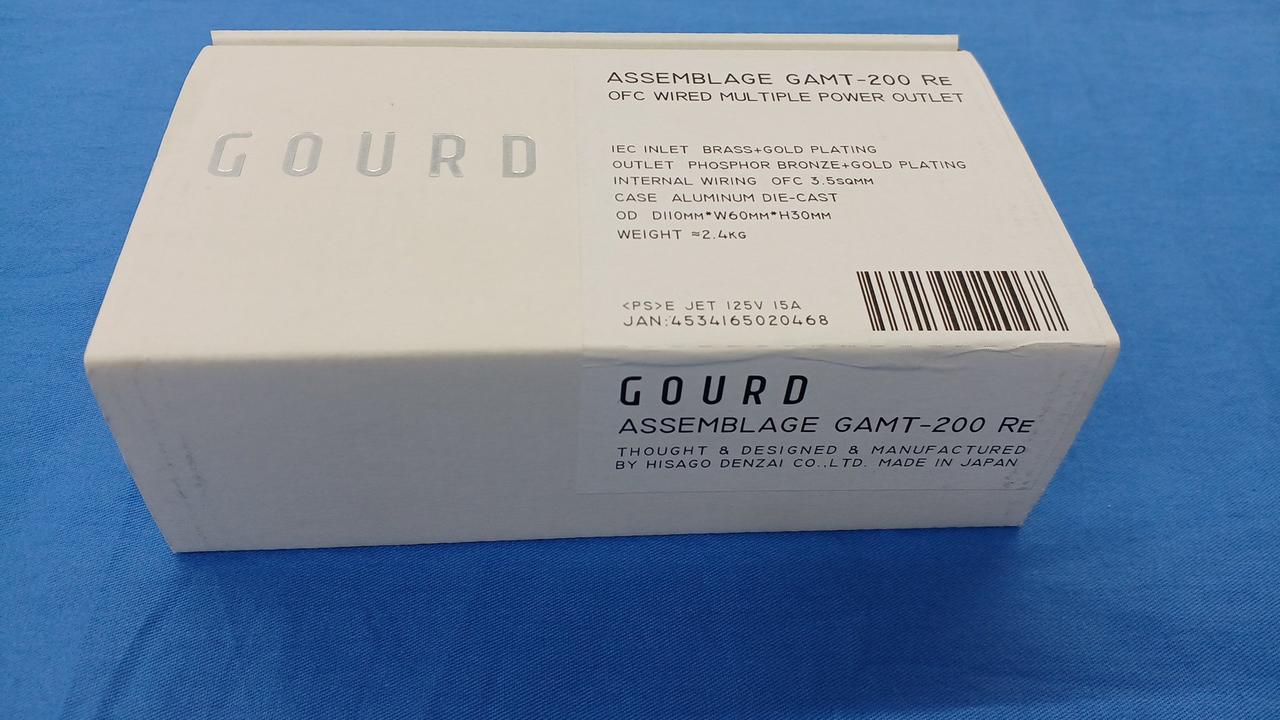 GOURD
ASSEMBLAGE GAMT-200 RE
OFC WIRED MULTIPLE POWER OUTLET
IEC INLET BRASS+GOLD PLATING
OUTLET PHOSPHOR BRONZE+GOLD PLATING
INTERNAL WIRING OFC 3.5SQMM
CASE ALUMINUM DIE-CAST
OD D110MM*W60MM*H30MM
WEIGHT ≈2.4KG
<PS>E JET 125V 15A
JAN:4534165020468
GOURD
ASSEMBLAGE GAMT-200 RE
THOUGHT & DESIGNED & MANUFACTURED
BY HISAGO DENZAI CO.,LTD. MADE IN JAPAN